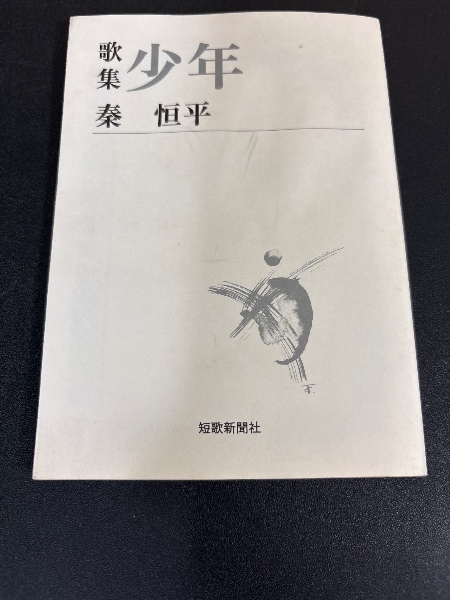 歌集 少年
秦 恒平
短歌新聞社